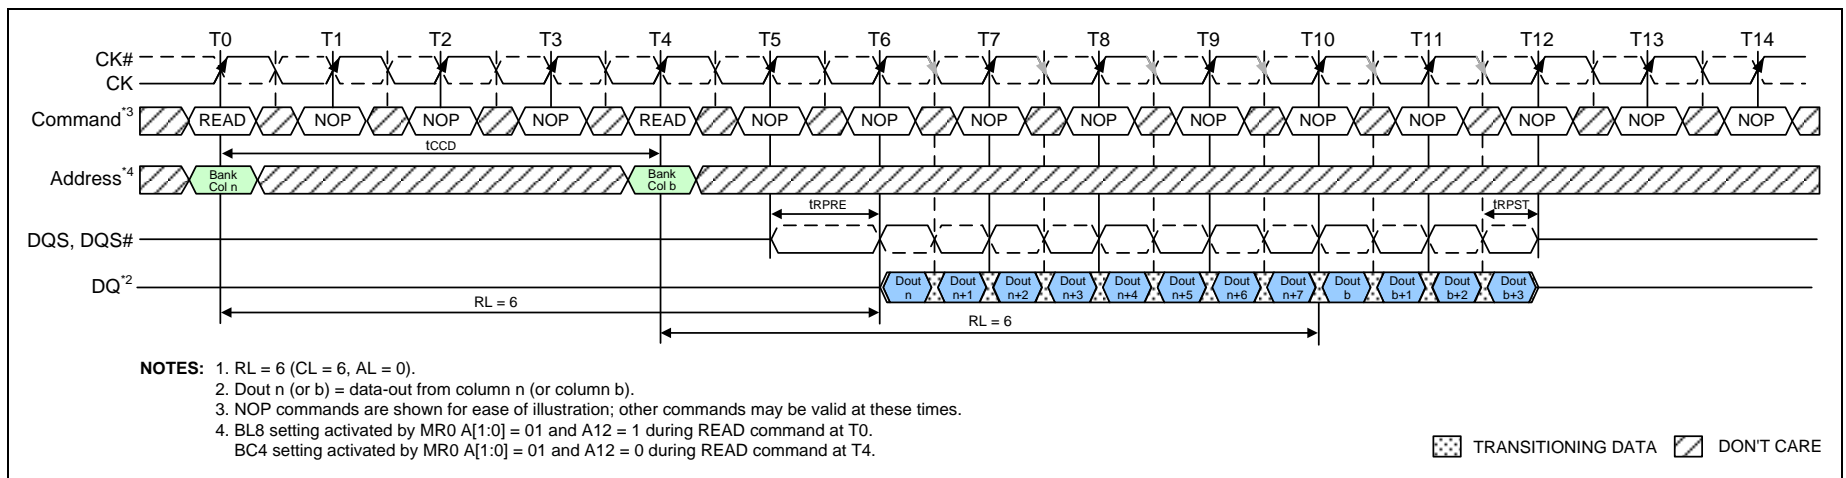 T0 T1 T2 T3 T4 T5 T6 T7 T8 T9 T10 T11 T12 T13 T14
CK#
CK
Command*3 READ NOP NOP NOP READ NOP NOP NOP NOP NOP NOP NOP NOP NOP NOP
tCCD
Address*4 Bank Col n Bank Col b
tRPRE tRPST
DQS, DQS#
DQ*2 Dout n Dout n+1 Dout n+2 Dout n+3 Dout n+4 Dout n+5 Dout n+6 Dout n+7 Dout b Dout b+1 Dout b+2 Dout b+3
RL = 6
RL = 6
NOTES: 1. RL = 6 (CL = 6, AL = 0).
2. Dout n (or b) = data-out from column n (or column b).
3. NOP commands are shown for ease of illustration; other commands may be valid at these times.
4. BL8 setting activated by MR0 A[1:0] = 01 and A12 = 1 during READ command at T0.
BC4 setting activated by MR0 A[1:0] = 01 and A12 = 0 during READ command at T4.
TRANSITIONING DATA DON'T CARE